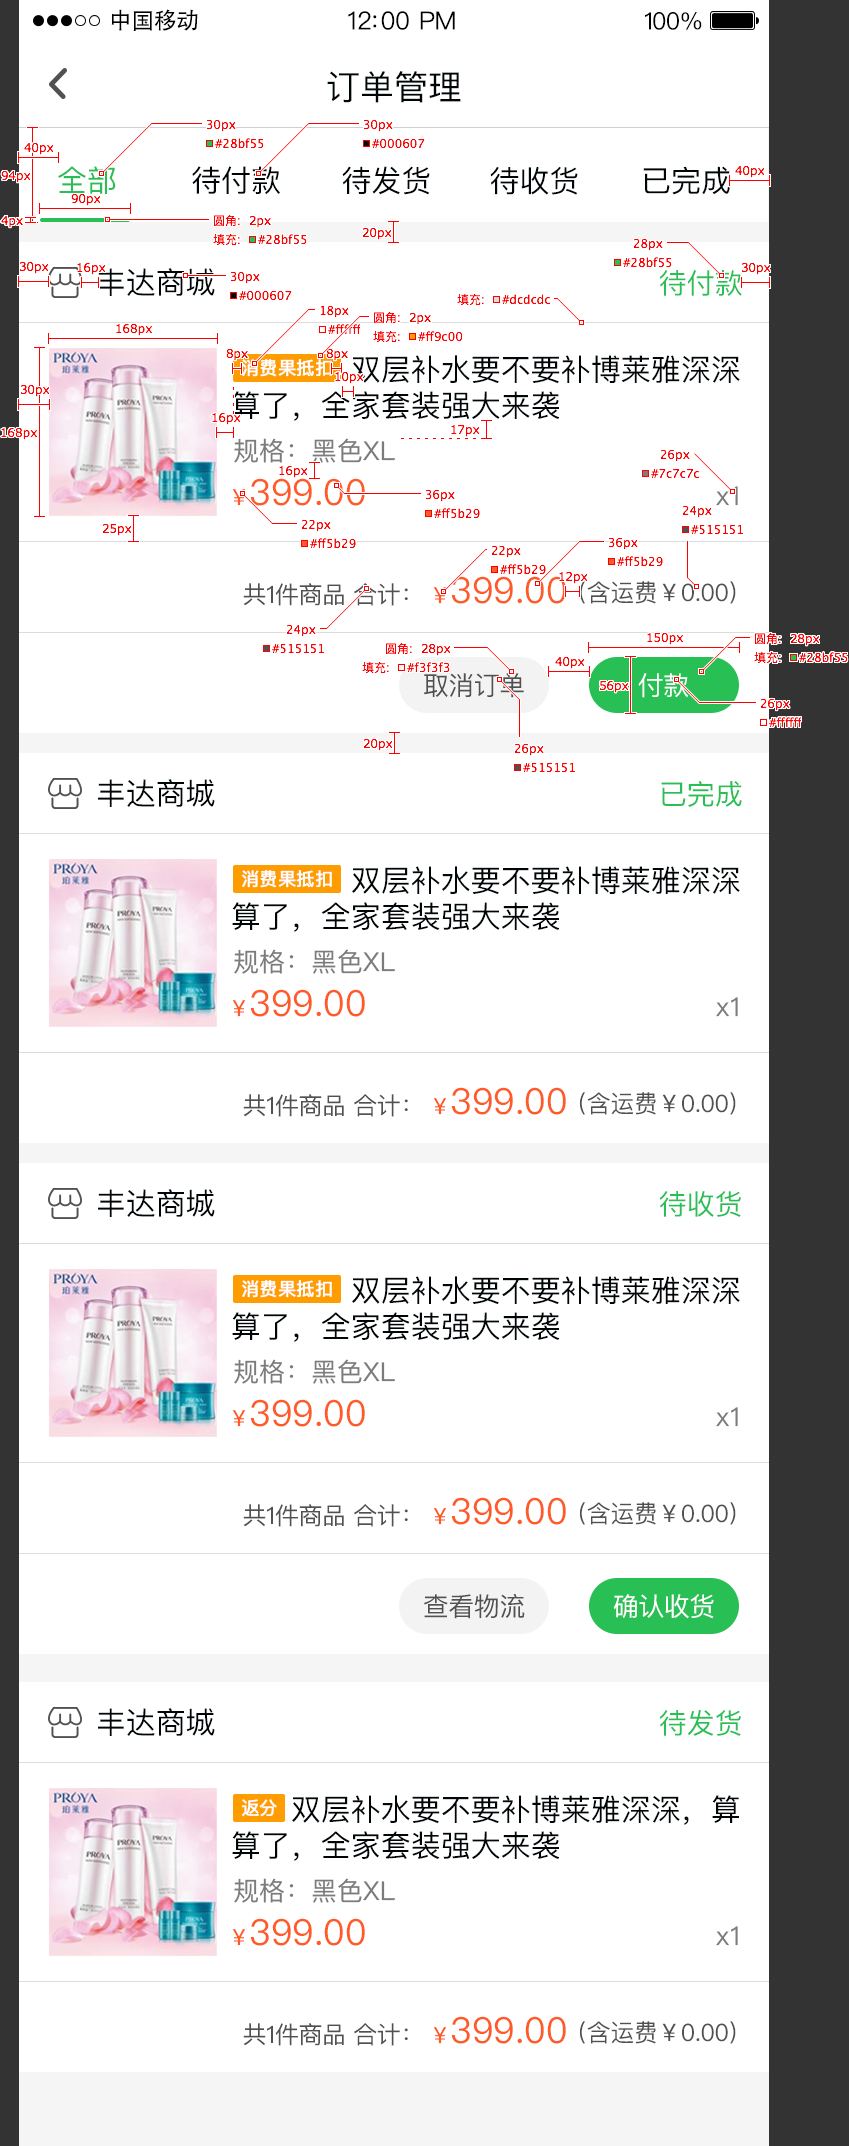 中国移动 12:00 PM 100%
订单管理
30px 30px
#28bf55 #000607
40px
94px
全部 待付款 待发货 待收货 已完成
40px
90px
4px
圆角: 2px
填充: #28bf55
20px
28px
#28bf55
30px 16px 丰达商城 30px
#000607
待付款 30px
填充: #dcdcdc
18px
#ffffff
圆角: 2px
填充: #ff9c00
168px
8px 8px
10px
PROYA
珀莱雅
消费果抵扣 双层补水要不要补博莱雅深深
算了，全家套装强大来袭
30px
16px
168px
17px
规格：黑色XL
26px
#7c7c7c
16px
¥399.00 x1
36px
#ff5b29
24px
#515151
22px
#ff5b29
25px
22px
#ff5b29
36px
#ff5b29
12px
共1件商品 合计： ¥399.00 (含运费¥0.00)
24px
#515151
圆角: 28px
填充: #f3f3f3
150px
圆角: 28px
填充: #28bf55
40px
56px
取消订单 付款
26px
#ffffff
20px
26px
#515151
丰达商城 已完成
PROYA
珀莱雅
消费果抵扣 双层补水要不要补博莱雅深深
算了，全家套装强大来袭
规格：黑色XL
¥399.00 x1
共1件商品 合计： ¥399.00 (含运费¥0.00)
丰达商城 待收货
PROYA
珀莱雅
消费果抵扣 双层补水要不要补博莱雅深深
算了，全家套装强大来袭
规格：黑色XL
¥399.00 x1
共1件商品 合计： ¥399.00 (含运费¥0.00)
查看物流 确认收货
丰达商城 待发货
PROYA
珀莱雅
返分 双层补水要不要补博莱雅深深，算
算了，全家套装强大来袭
规格：黑色XL
¥399.00 x1
共1件商品 合计： ¥399.00 (含运费¥0.00)